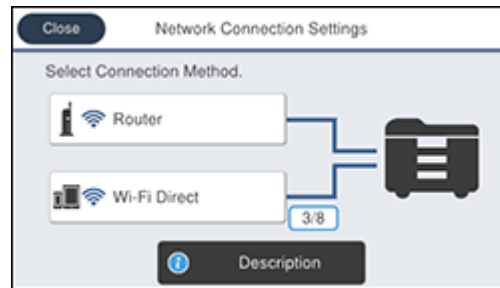 Close
Network Connection Settings
Select Connection Method.
Router
Wi-Fi Direct
3/8
Description